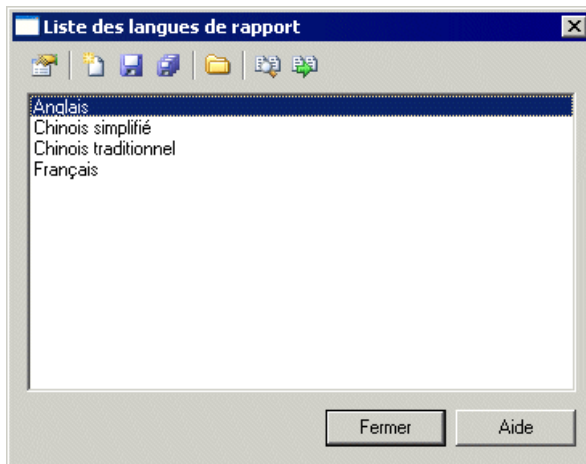 Liste des langues de rapport
Anglais
Chinois simplifié
Chinois traditionnel
Français
Fermer
Aide